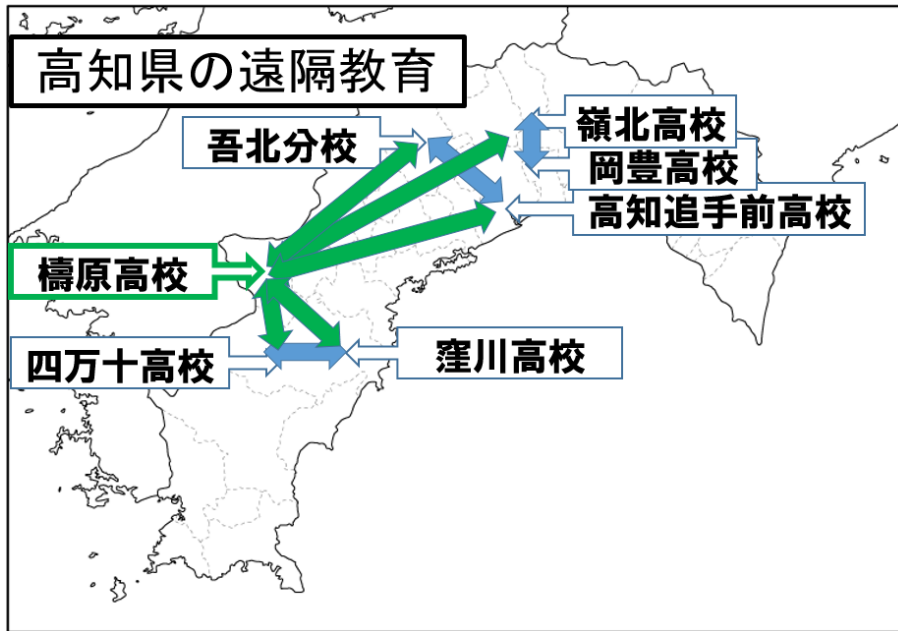 高知県の遠隔教育
嶺北高校
吾北分校
岡豊高校
高知追手前高校
檮原高校
四万十高校
窪川高校